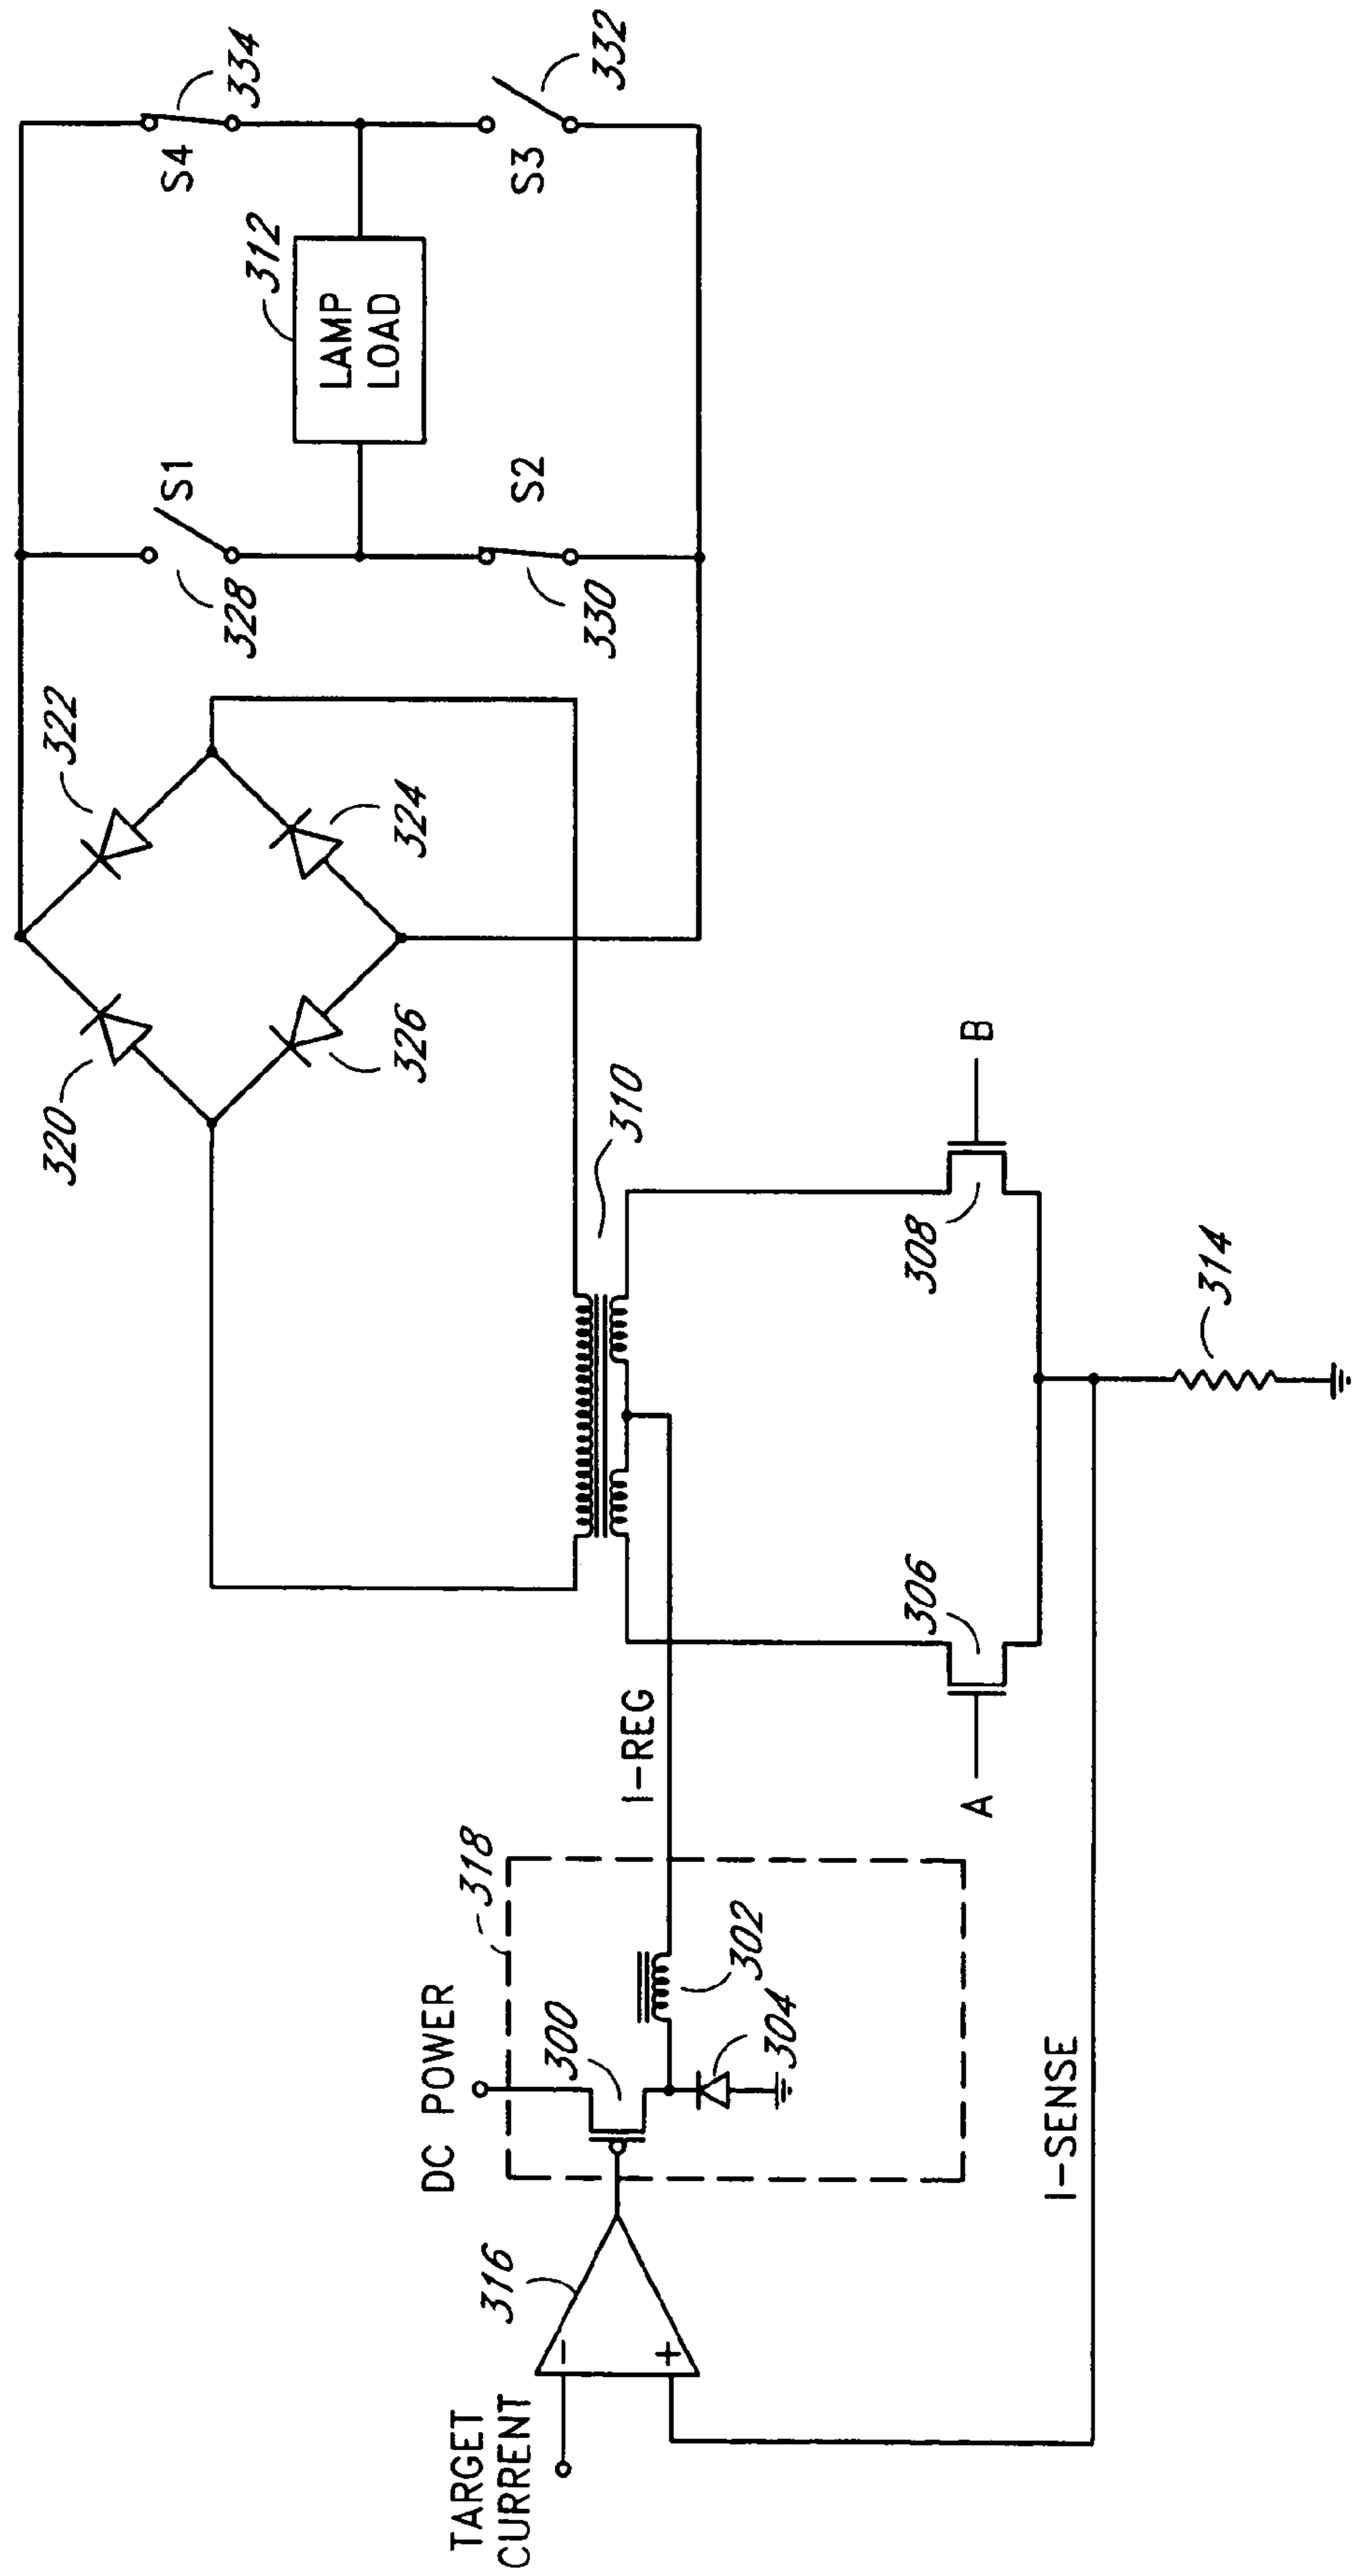 TARGET
CURRENT
316
−
+
DC POWER
318
300
302
304
I-SENSE
I-REG
A
306
B
308
314
310
320
322
324
326
328
S1
330
S2
312
LAMP
LOAD
S4
334
S3
332